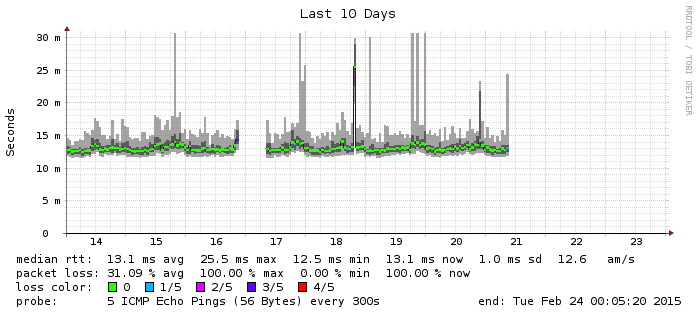 Last 10 Days
RRDTOOL / TOBI OETIKER
Seconds
30 m
25 m
20 m
15 m
10 m
5 m
0
14 15 16 17 18 19 20 21 22 23
median rtt: 13.1 ms avg 25.5 ms max 12.5 ms min 13.1 ms now 1.0 ms sd 12.6 am/s
packet loss: 31.09 % avg 100.00 % max 0.00 % min 100.00 % now
loss color: 0 1/5 2/5 3/5 4/5
probe: 5 ICMP Echo Pings (56 Bytes) every 300s end: Tue Feb 24 00:05:20 2015